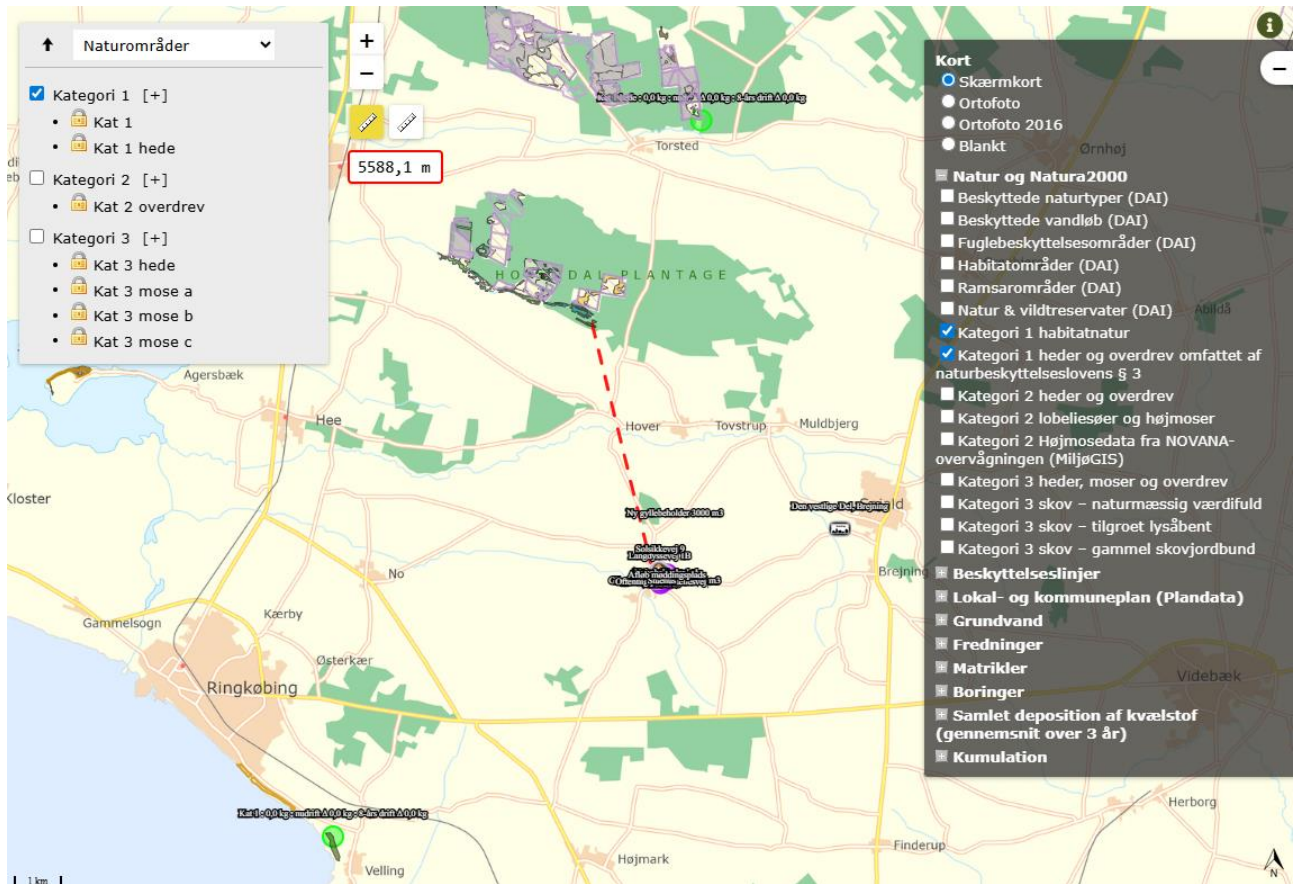 Naturområder
Kategori 1 [+]
Kat 1
Kat 1 hede
Kategori 2 [+]
Kat 2 overdrev
Kategori 3 [+]
Kat 3 hede
Kat 3 mose a
Kat 3 mose b
Kat 3 mose c
+
−
5588,1 m
Kort
Skærmkort
Ortofoto
Ortofoto 2016
Blankt
Natur og Natura2000
Beskyttede naturtyper (DAI)
Beskyttede vandløb (DAI)
Fuglebeskyttelsesområder (DAI)
Habitatområder (DAI)
Ramsarområder (DAI)
Natur & vildtreservater (DAI)
Kategori 1 habitatnatur
Kategori 1 heder og overdrev omfattet af
naturbeskyttelseslovens § 3
Kategori 2 heder og overdrev
Kategori 2 lobeliesøer og højmoser
Kategori 2 Højmosedata fra NOVANA-
overvågningen (MiljøGIS)
Kategori 3 heder, moser og overdrev
Kategori 3 skov – naturmæssig værdifuld
Kategori 3 skov – tilgroet lysåbent
Kategori 3 skov – gammel skovjordbund
Beskyttelseslinjer
Lokal- og kommuneplan (Plandata)
Grundvand
Fredninger
Matrikler
Boringer
Samlet deposition af kvælstof
(gennemsnit over 3 år)
Kumulation
Torsted
Ørnhøj
PLANTAGE
Abildå
Agersbæk
Hee
Hover
Tovstrup
Muldbjerg
Kloster
Ny gyllebeholder 3000 m3
Den vestlige Del, Brejning
Solsikkevej 9
Langdyssevej 1B
Afløb møddingsplads
No
Brejning
Kærby
Gammelsogn
Østerkær
Ringkøbing
Videbæk
Kat 1 : 0,0 kg - nudrift Δ 0,0 kg - 8-års drift Δ 0,0 kg
Velling
Højmark
Finderup
Herborg
1 km
N